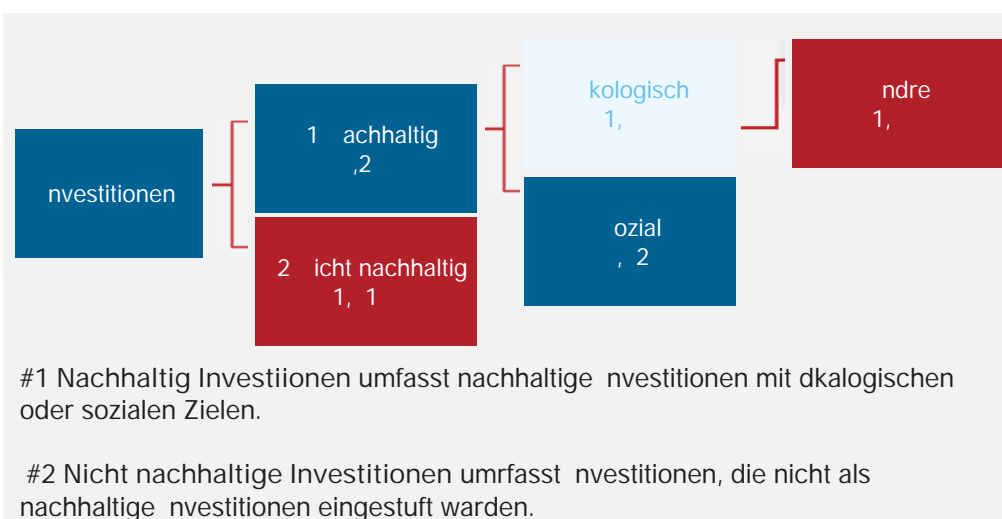 kologisch
1,
ndre
1,
1 achhaltig
,2
nvestitionen
ozial
, 2
2 icht nachhaltig
1, 1
#1 Nachhaltig Investiionen umfasst nachhaltige nvestitionen mit dkalogischen
oder sozialen Zielen.
#2 Nicht nachhaltige Investitionen umrfasst nvestitionen, die nicht als
nachhaltige nvestitionen eingestuft warden.